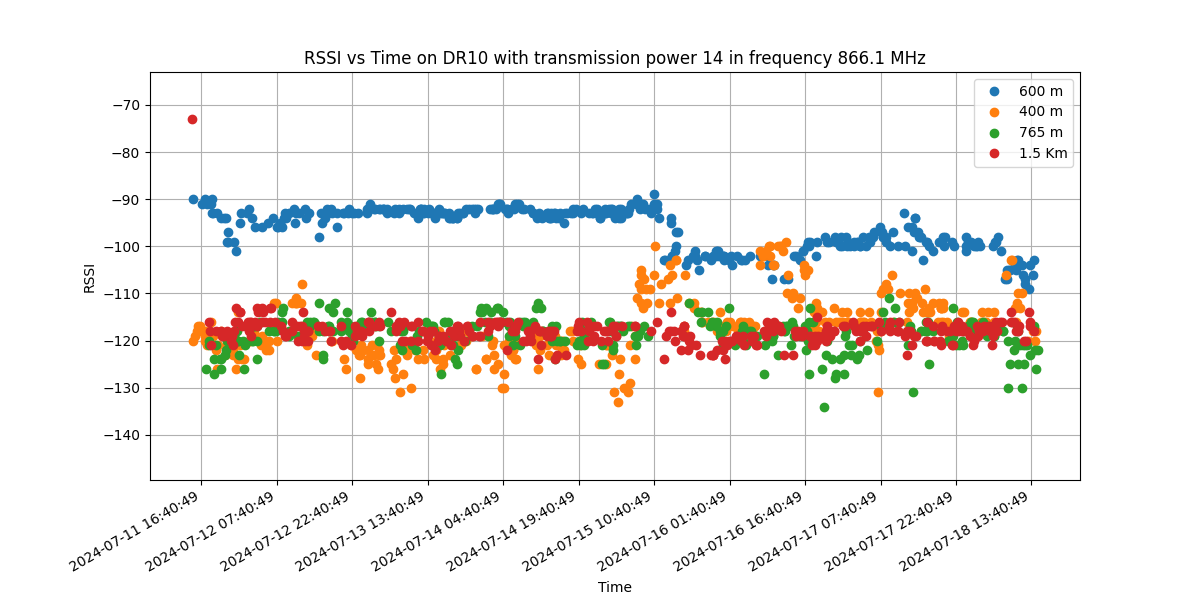 RSSI vs Time on DR10 with transmission power 14 in frequency 866.1 MHz
600 m
400 m
765 m
1.5 Km
−70
−80
−90
−100
−110
−120
−130
−140
RSSI
2024-07-11 16:40:49
2024-07-12 07:40:49
2024-07-12 22:40:49
2024-07-13 13:40:49
2024-07-14 04:40:49
2024-07-14 19:40:49
2024-07-15 10:40:49
2024-07-16 01:40:49
2024-07-16 16:40:49
2024-07-17 07:40:49
2024-07-17 22:40:49
2024-07-18 13:40:49
Time